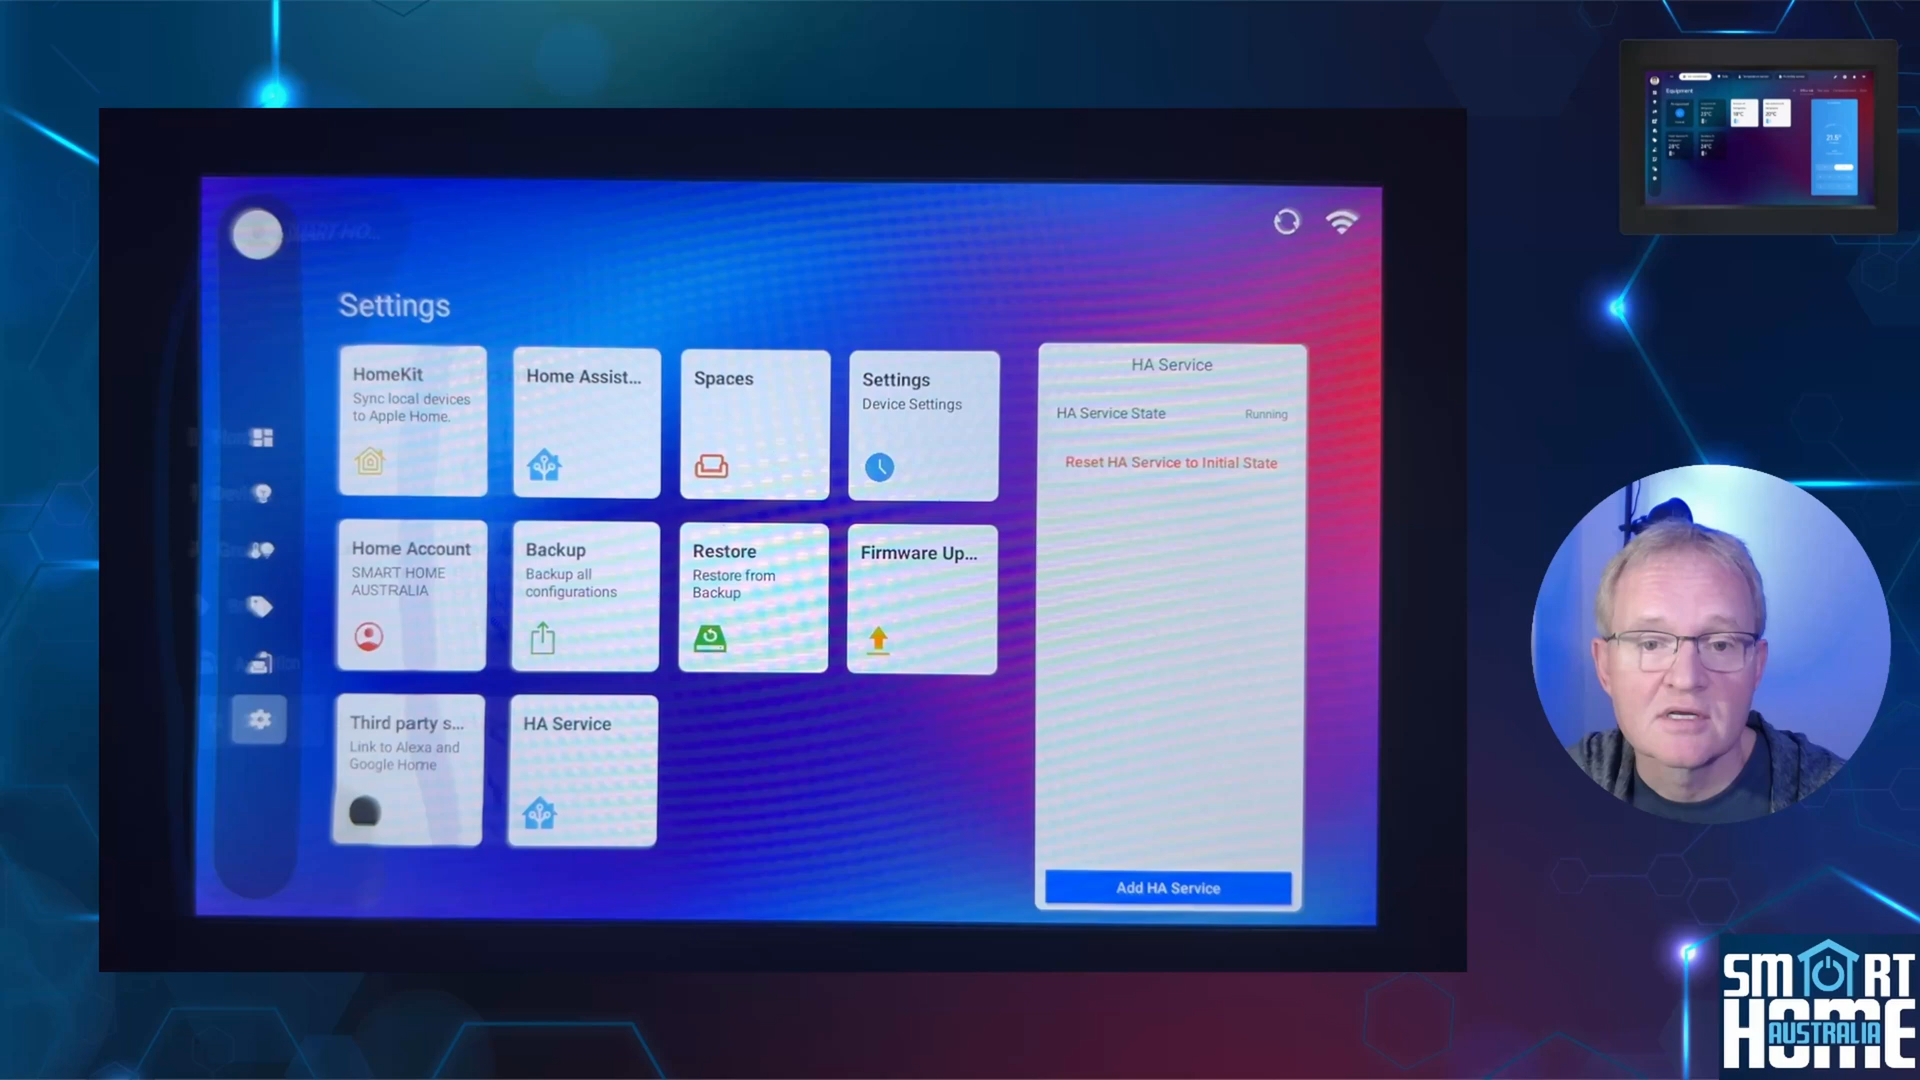 Settings
HomeKit
Sync local devices
to Apple Home.
Home Assist...
Spaces
Settings
Device Settings
Home Account
SMART HOME
AUSTRALIA
Backup
Backup all
configurations
Restore
Restore from
Backup
Firmware Up...
Third party s...
Link to Alexa and
Google Home
HA Service
HA Service
HA Service State
Running
Reset HA Service to Initial State
Add HA Service
Equipment
SMART
HOME
AUSTRALIA